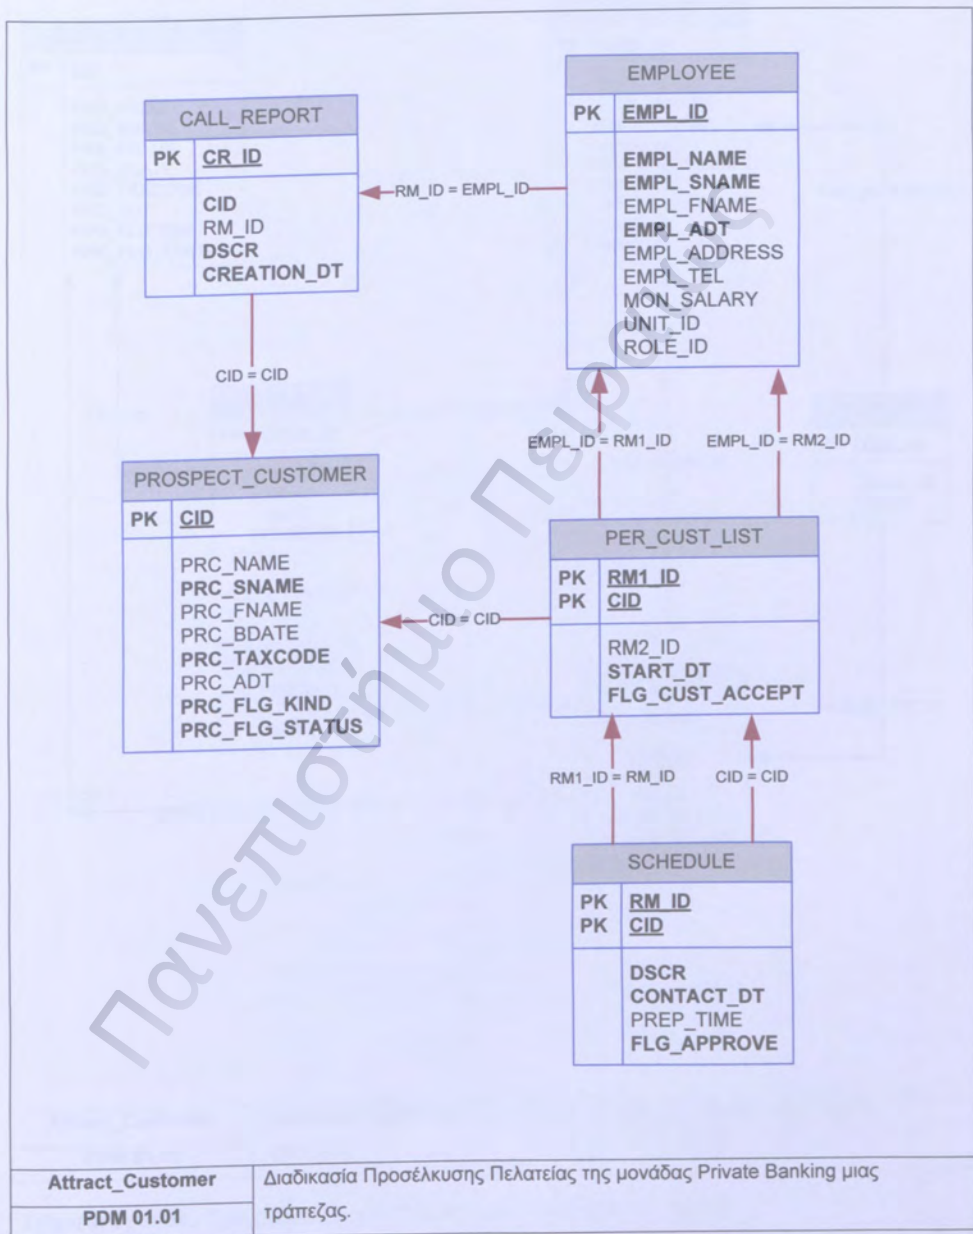 EMPLOYEE
PK EMPL_ID
EMPL_NAME
EMPL_SNAME
EMPL_FNAME
EMPL_ADT
EMPL_ADDRESS
EMPL_TEL
MON_SALARY
UNIT_ID
ROLE_ID
CALL_REPORT
PK CR_ID
CID
RM_ID
DSCR
CREATION_DT
RM_ID = EMPL_ID
CID = CID
EMPL_ID = RM1_ID
EMPL_ID = RM2_ID
PROSPECT_CUSTOMER
PK CID
PRC_NAME
PRC_SNAME
PRC_FNAME
PRC_BDATE
PRC_TAXCODE
PRC_ADT
PRC_FLG_KIND
PRC_FLG_STATUS
CID = CID
PER_CUST_LIST
PK RM1_ID
PK CID
RM2_ID
START_DT
FLG_CUST_ACCEPT
RM1_ID = RM_ID
CID = CID
SCHEDULE
PK RM_ID
PK CID
DSCR
CONTACT_DT
PREP_TIME
FLG_APPROVE
Πανεπιστήμιο Πειραιώς
Attract_Customer
PDM 01.01
Διαδικασία Προσέλκυσης Πελατείας της μονάδας Private Banking μιας
τράπεζας.